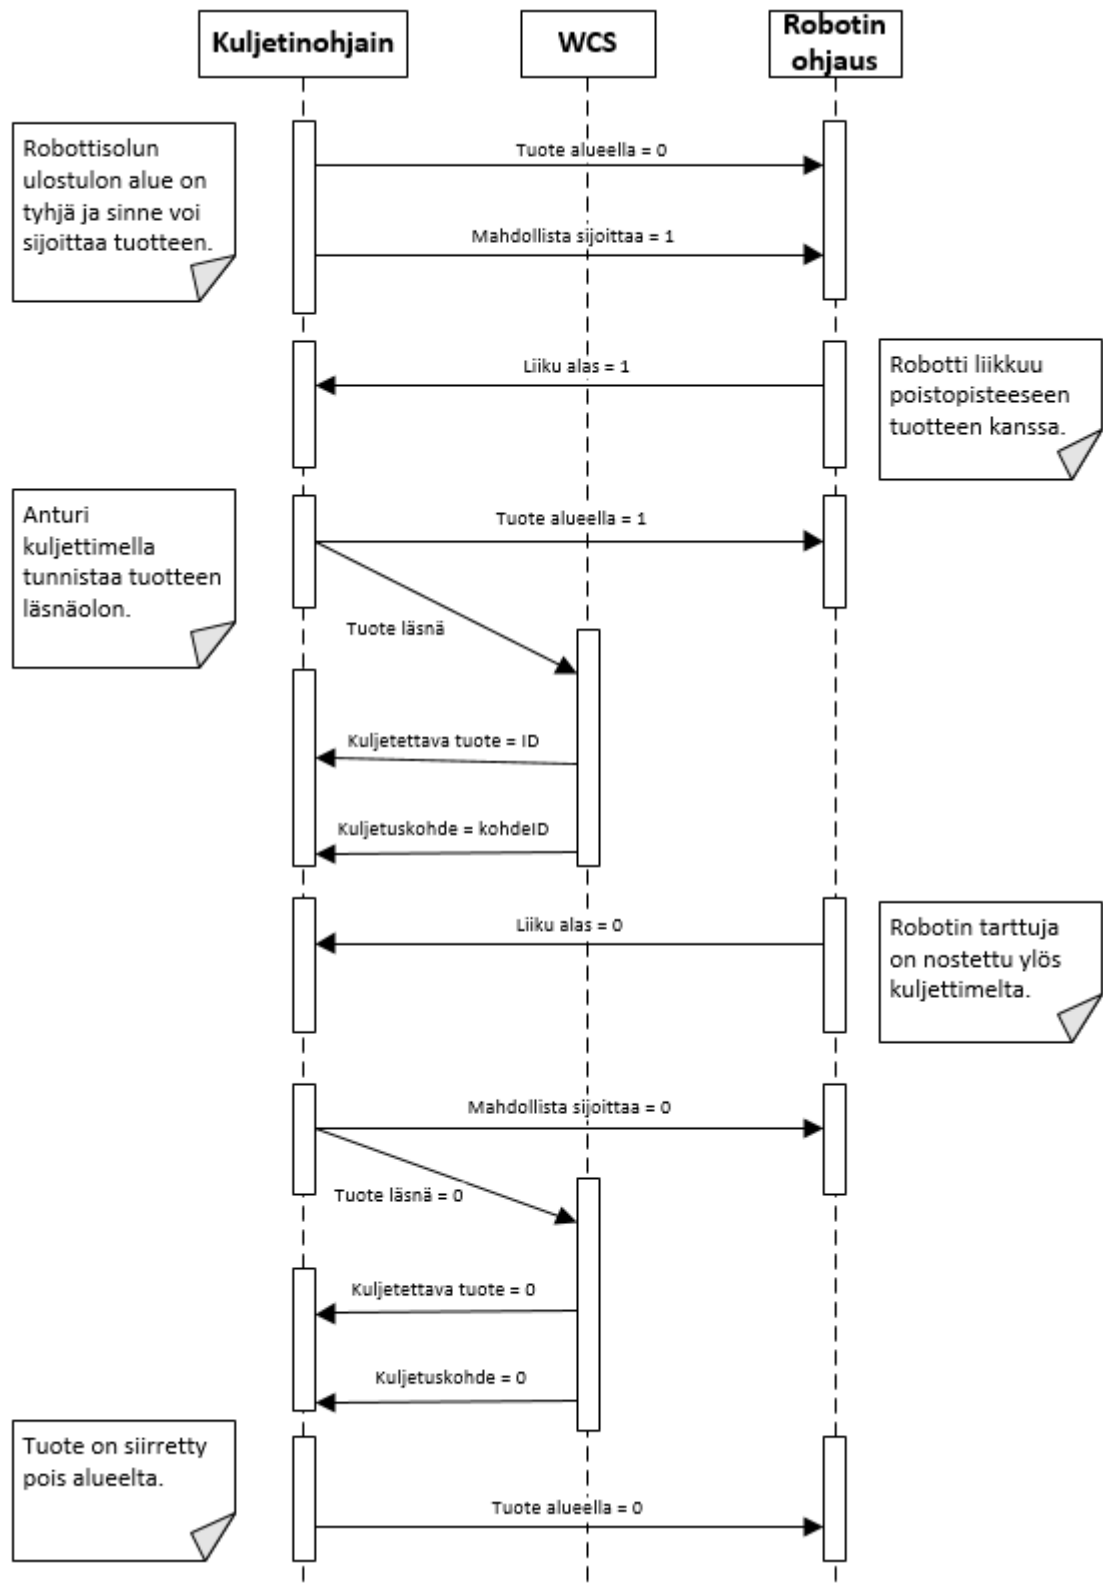 Kuljetinohjain
WCS
Robotin
ohjaus
Robottisolun
ulostulon alue on
tyhjä ja sinne voi
sijoittaa tuotteen.
Tuote alueella = 0
Mahdollista sijoittaa = 1
Liiku alas = 1
Robotti liikkuu
poistopisteeseen
tuotteen kanssa.
Anturi
kuljettimella
tunnistaa tuotteen
läsnäolon.
Tuote alueella = 1
Tuote läsnä
Kuljetettava tuote = ID
Kuljetuskohde = kohdeID
Liiku alas = 0
Robotin tarttuja
on nostettu ylös
kuljettimelta.
Mahdollista sijoittaa = 0
Tuote läsnä = 0
Kuljetettava tuote = 0
Kuljetuskohde = 0
Tuote on siirretty
pois alueelta.
Tuote alueella = 0